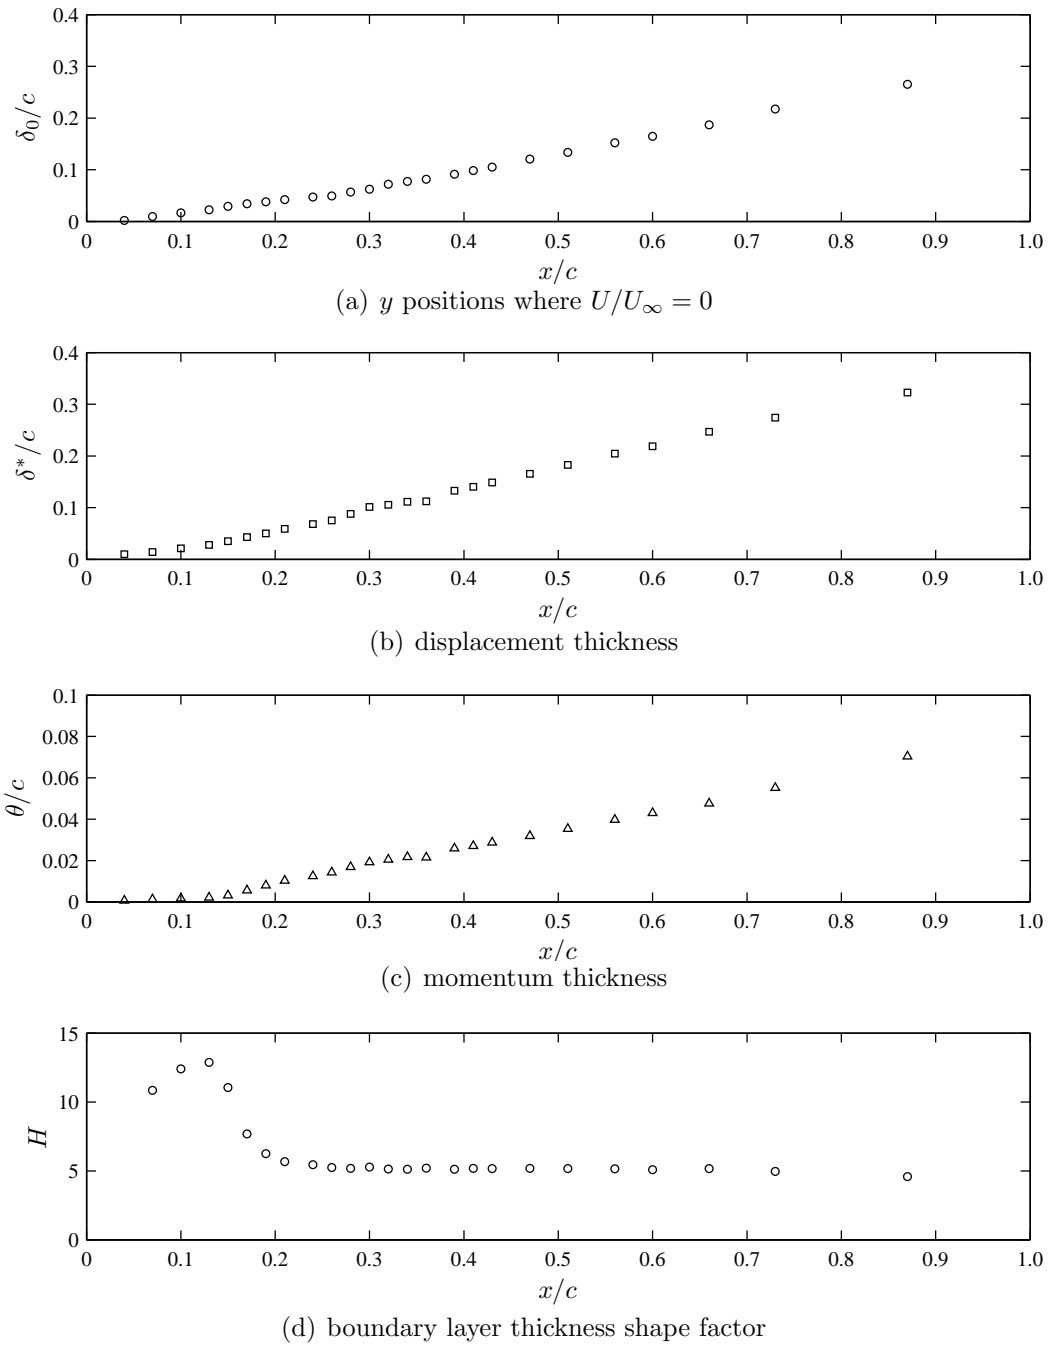 0.4
0.3
0.2
0.1
0
δ₀/c
0 0.1 0.2 0.3 0.4 0.5 0.6 0.7 0.8 0.9 1.0
x/c
(a) y positions where U/U∞ = 0
0.4
0.3
0.2
0.1
0
δ*/c
0 0.1 0.2 0.3 0.4 0.5 0.6 0.7 0.8 0.9 1.0
x/c
(b) displacement thickness
0.1
0.08
0.06
0.04
0.02
0
θ/c
0 0.1 0.2 0.3 0.4 0.5 0.6 0.7 0.8 0.9 1.0
x/c
(c) momentum thickness
15
10
5
0
H
0 0.1 0.2 0.3 0.4 0.5 0.6 0.7 0.8 0.9 1.0
x/c
(d) boundary layer thickness shape factor